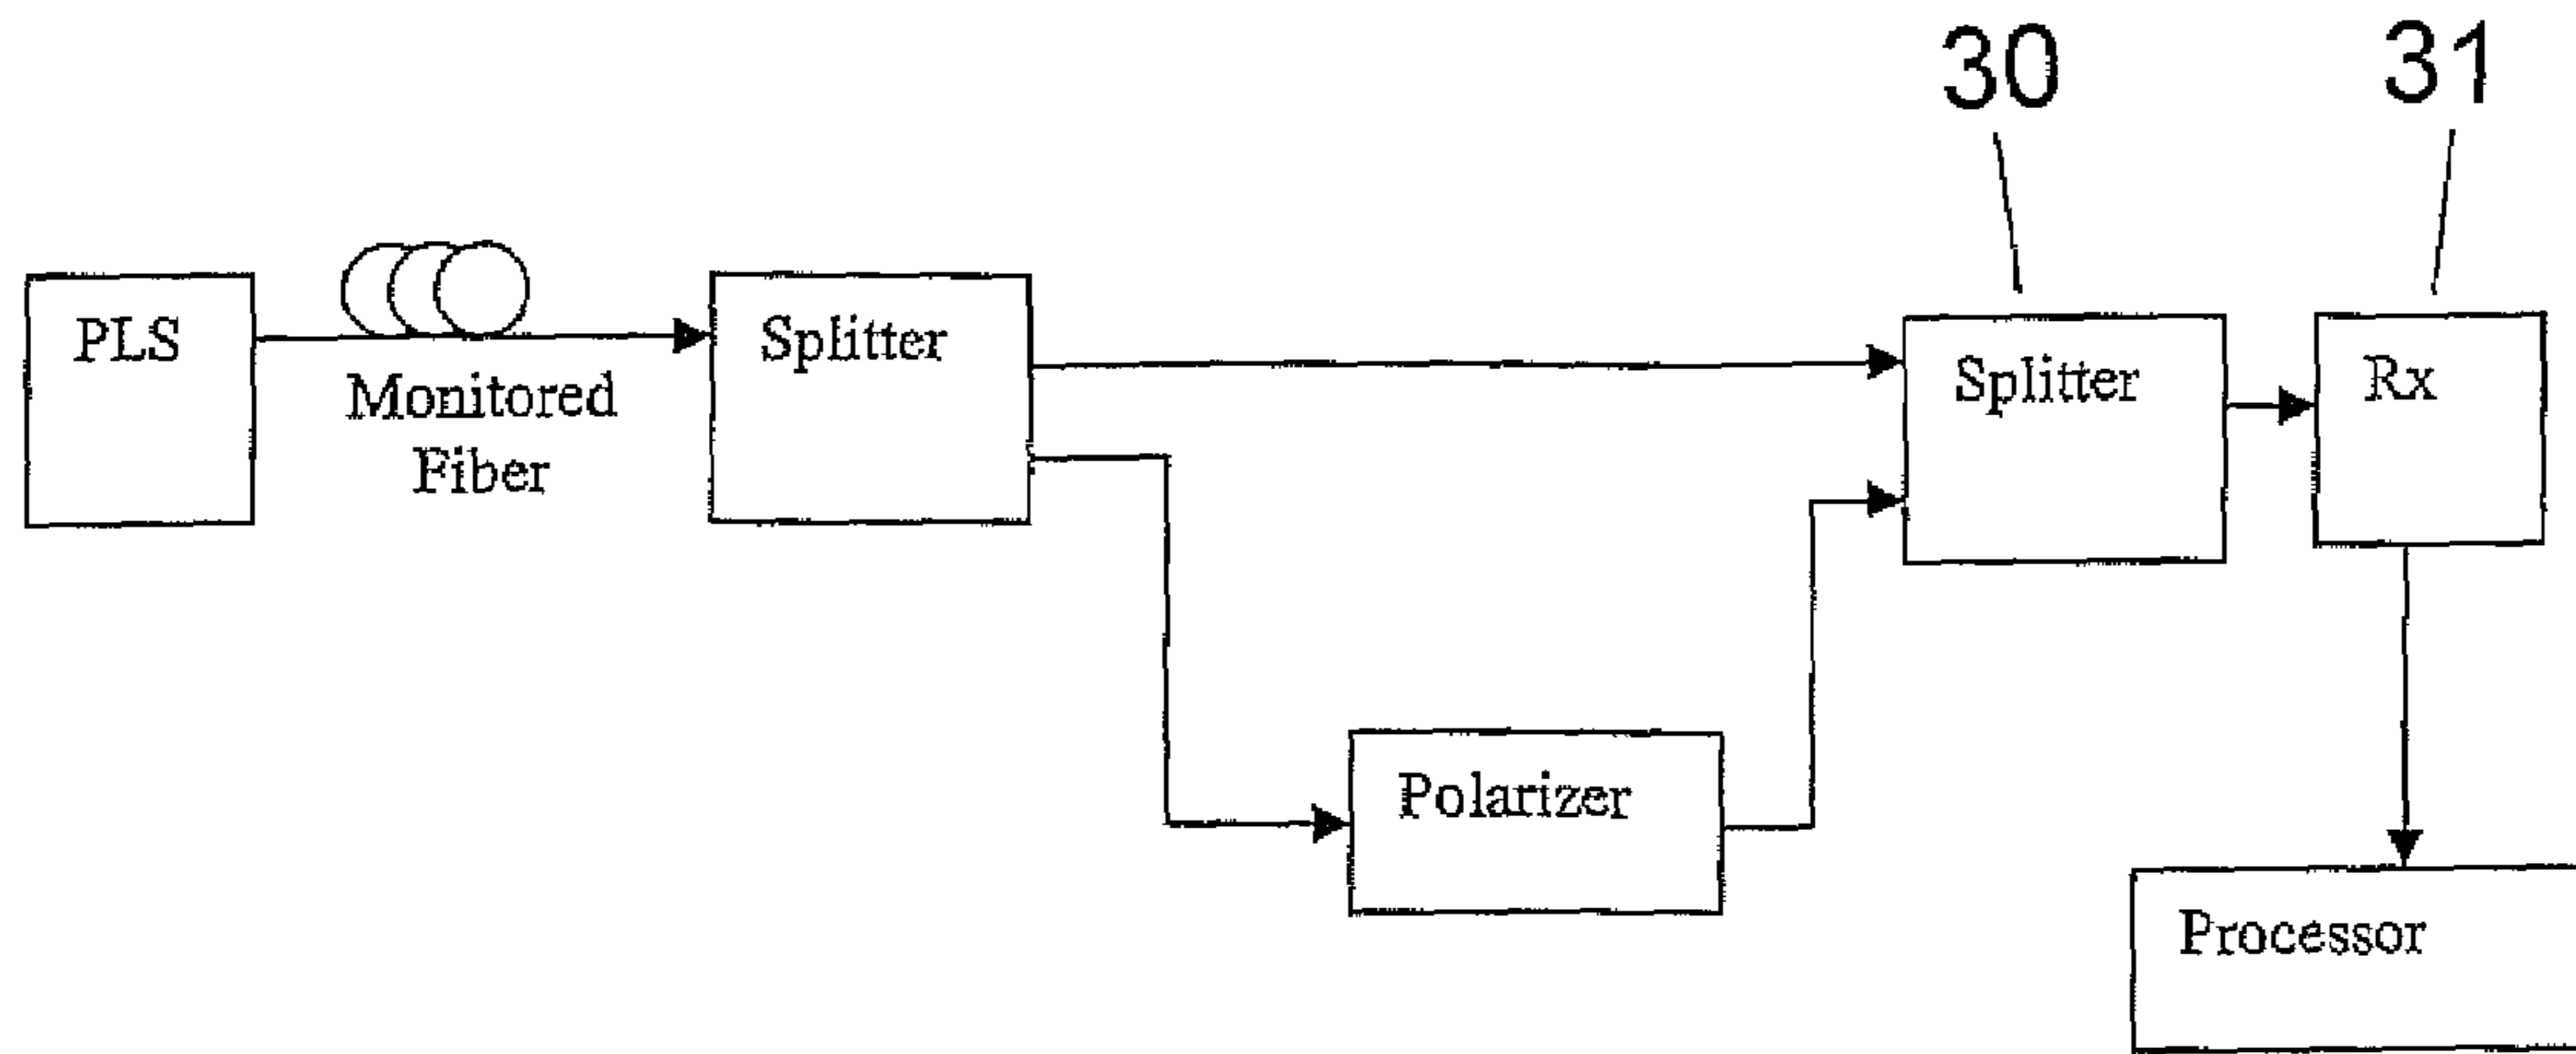 30
31
PLS
Monitored
Fiber
Splitter
Splitter
Rx
Polarizer
Processor